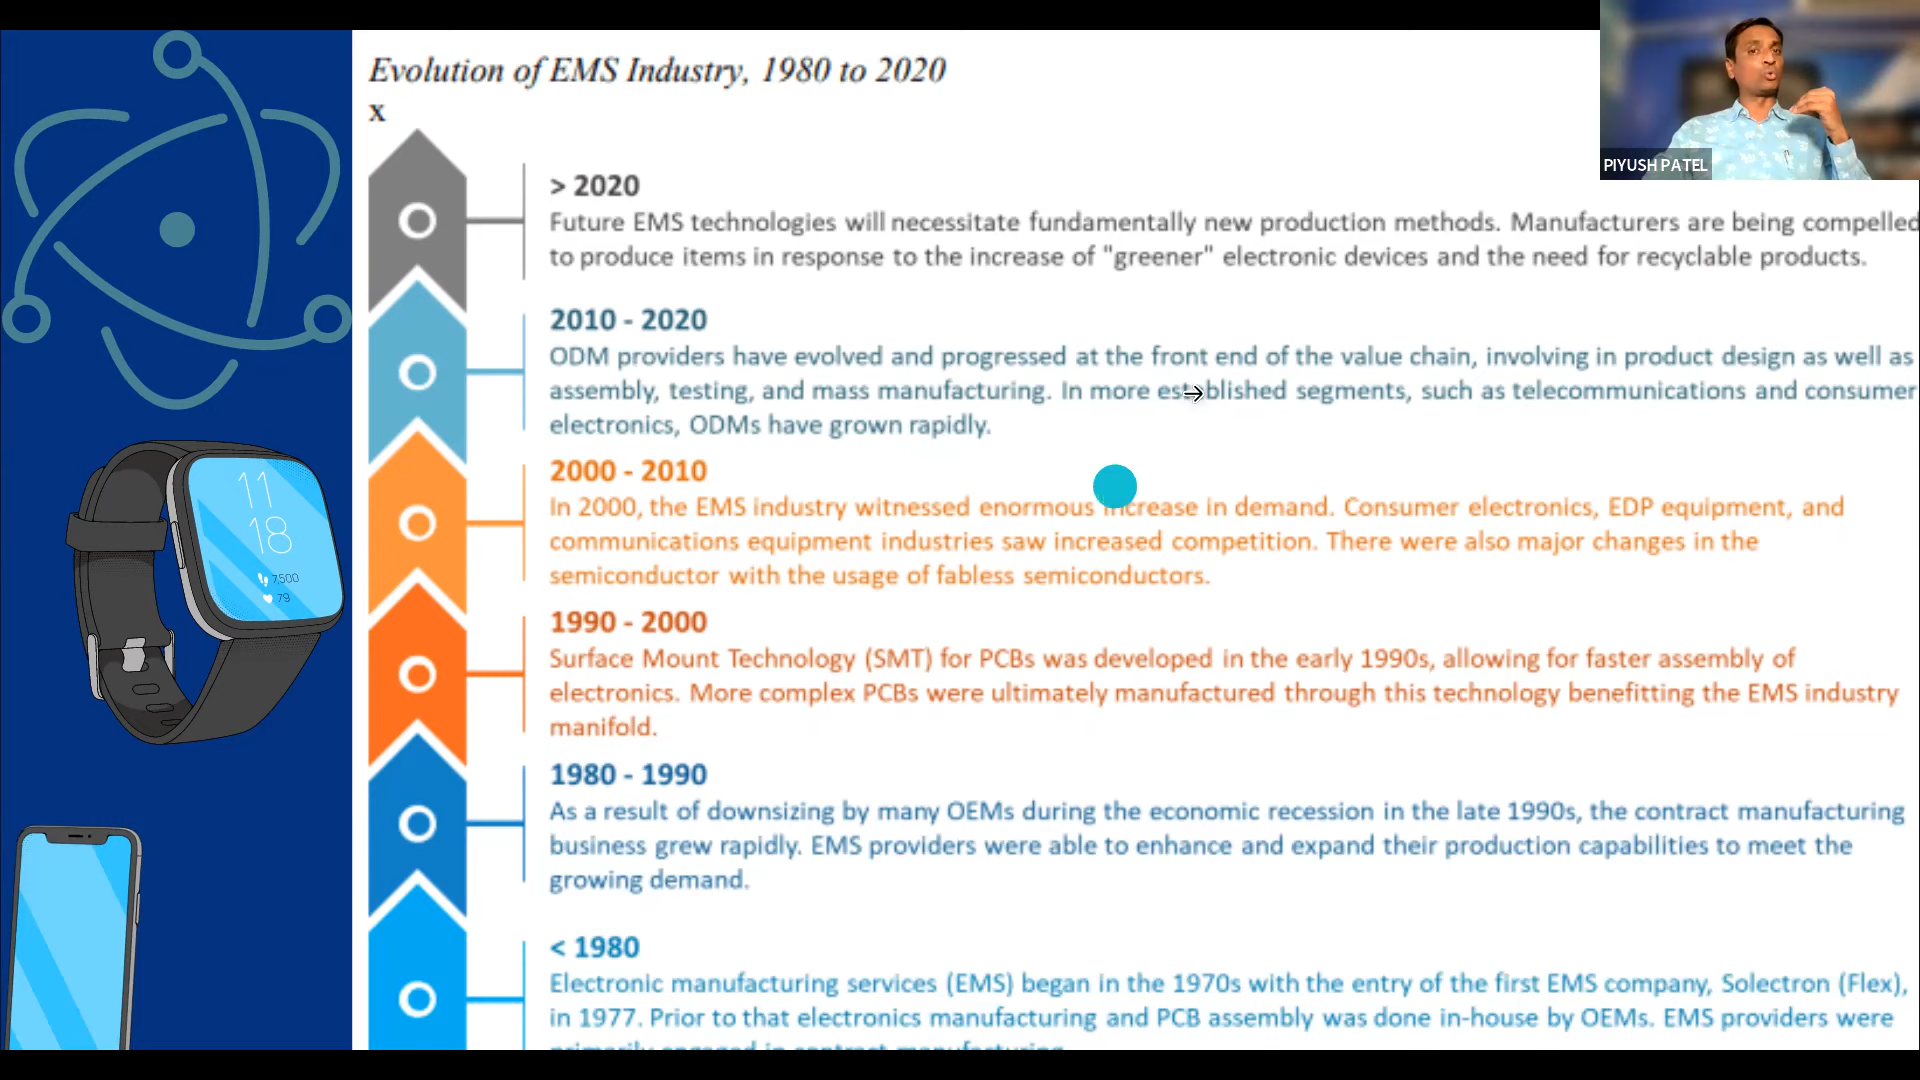 Evolution of EMS Industry, 1980 to 2020
x
PIYUSH PATEL
> 2020
Future EMS technologies will necessitate fundamentally new production methods. Manufacturers are being compelled
to produce items in response to the increase of "greener" electronic devices and the need for recyclable products.
2010 - 2020
ODM providers have evolved and progressed at the front end of the value chain, involving in product design as well as
assembly, testing, and mass manufacturing. In more established segments, such as telecommunications and consumer
electronics, ODMs have grown rapidly.
2000 - 2010
In 2000, the EMS industry witnessed enormous increase in demand. Consumer electronics, EDP equipment, and
communications equipment industries saw increased competition. There were also major changes in the
semiconductor with the usage of fabless semiconductors.
1990 - 2000
Surface Mount Technology (SMT) for PCBs was developed in the early 1990s, allowing for faster assembly of
electronics. More complex PCBs were ultimately manufactured through this technology benefitting the EMS industry
manifold.
1980 - 1990
As a result of downsizing by many OEMs during the economic recession in the late 1990s, the contract manufacturing
business grew rapidly. EMS providers were able to enhance and expand their production capabilities to meet the
growing demand.
< 1980
Electronic manufacturing services (EMS) began in the 1970s with the entry of the first EMS company, Solectron (Flex),
in 1977. Prior to that electronics manufacturing and PCB assembly was done in-house by OEMs. EMS providers were
primarily engaged in contract manufacturing.
11
18
7,500
79